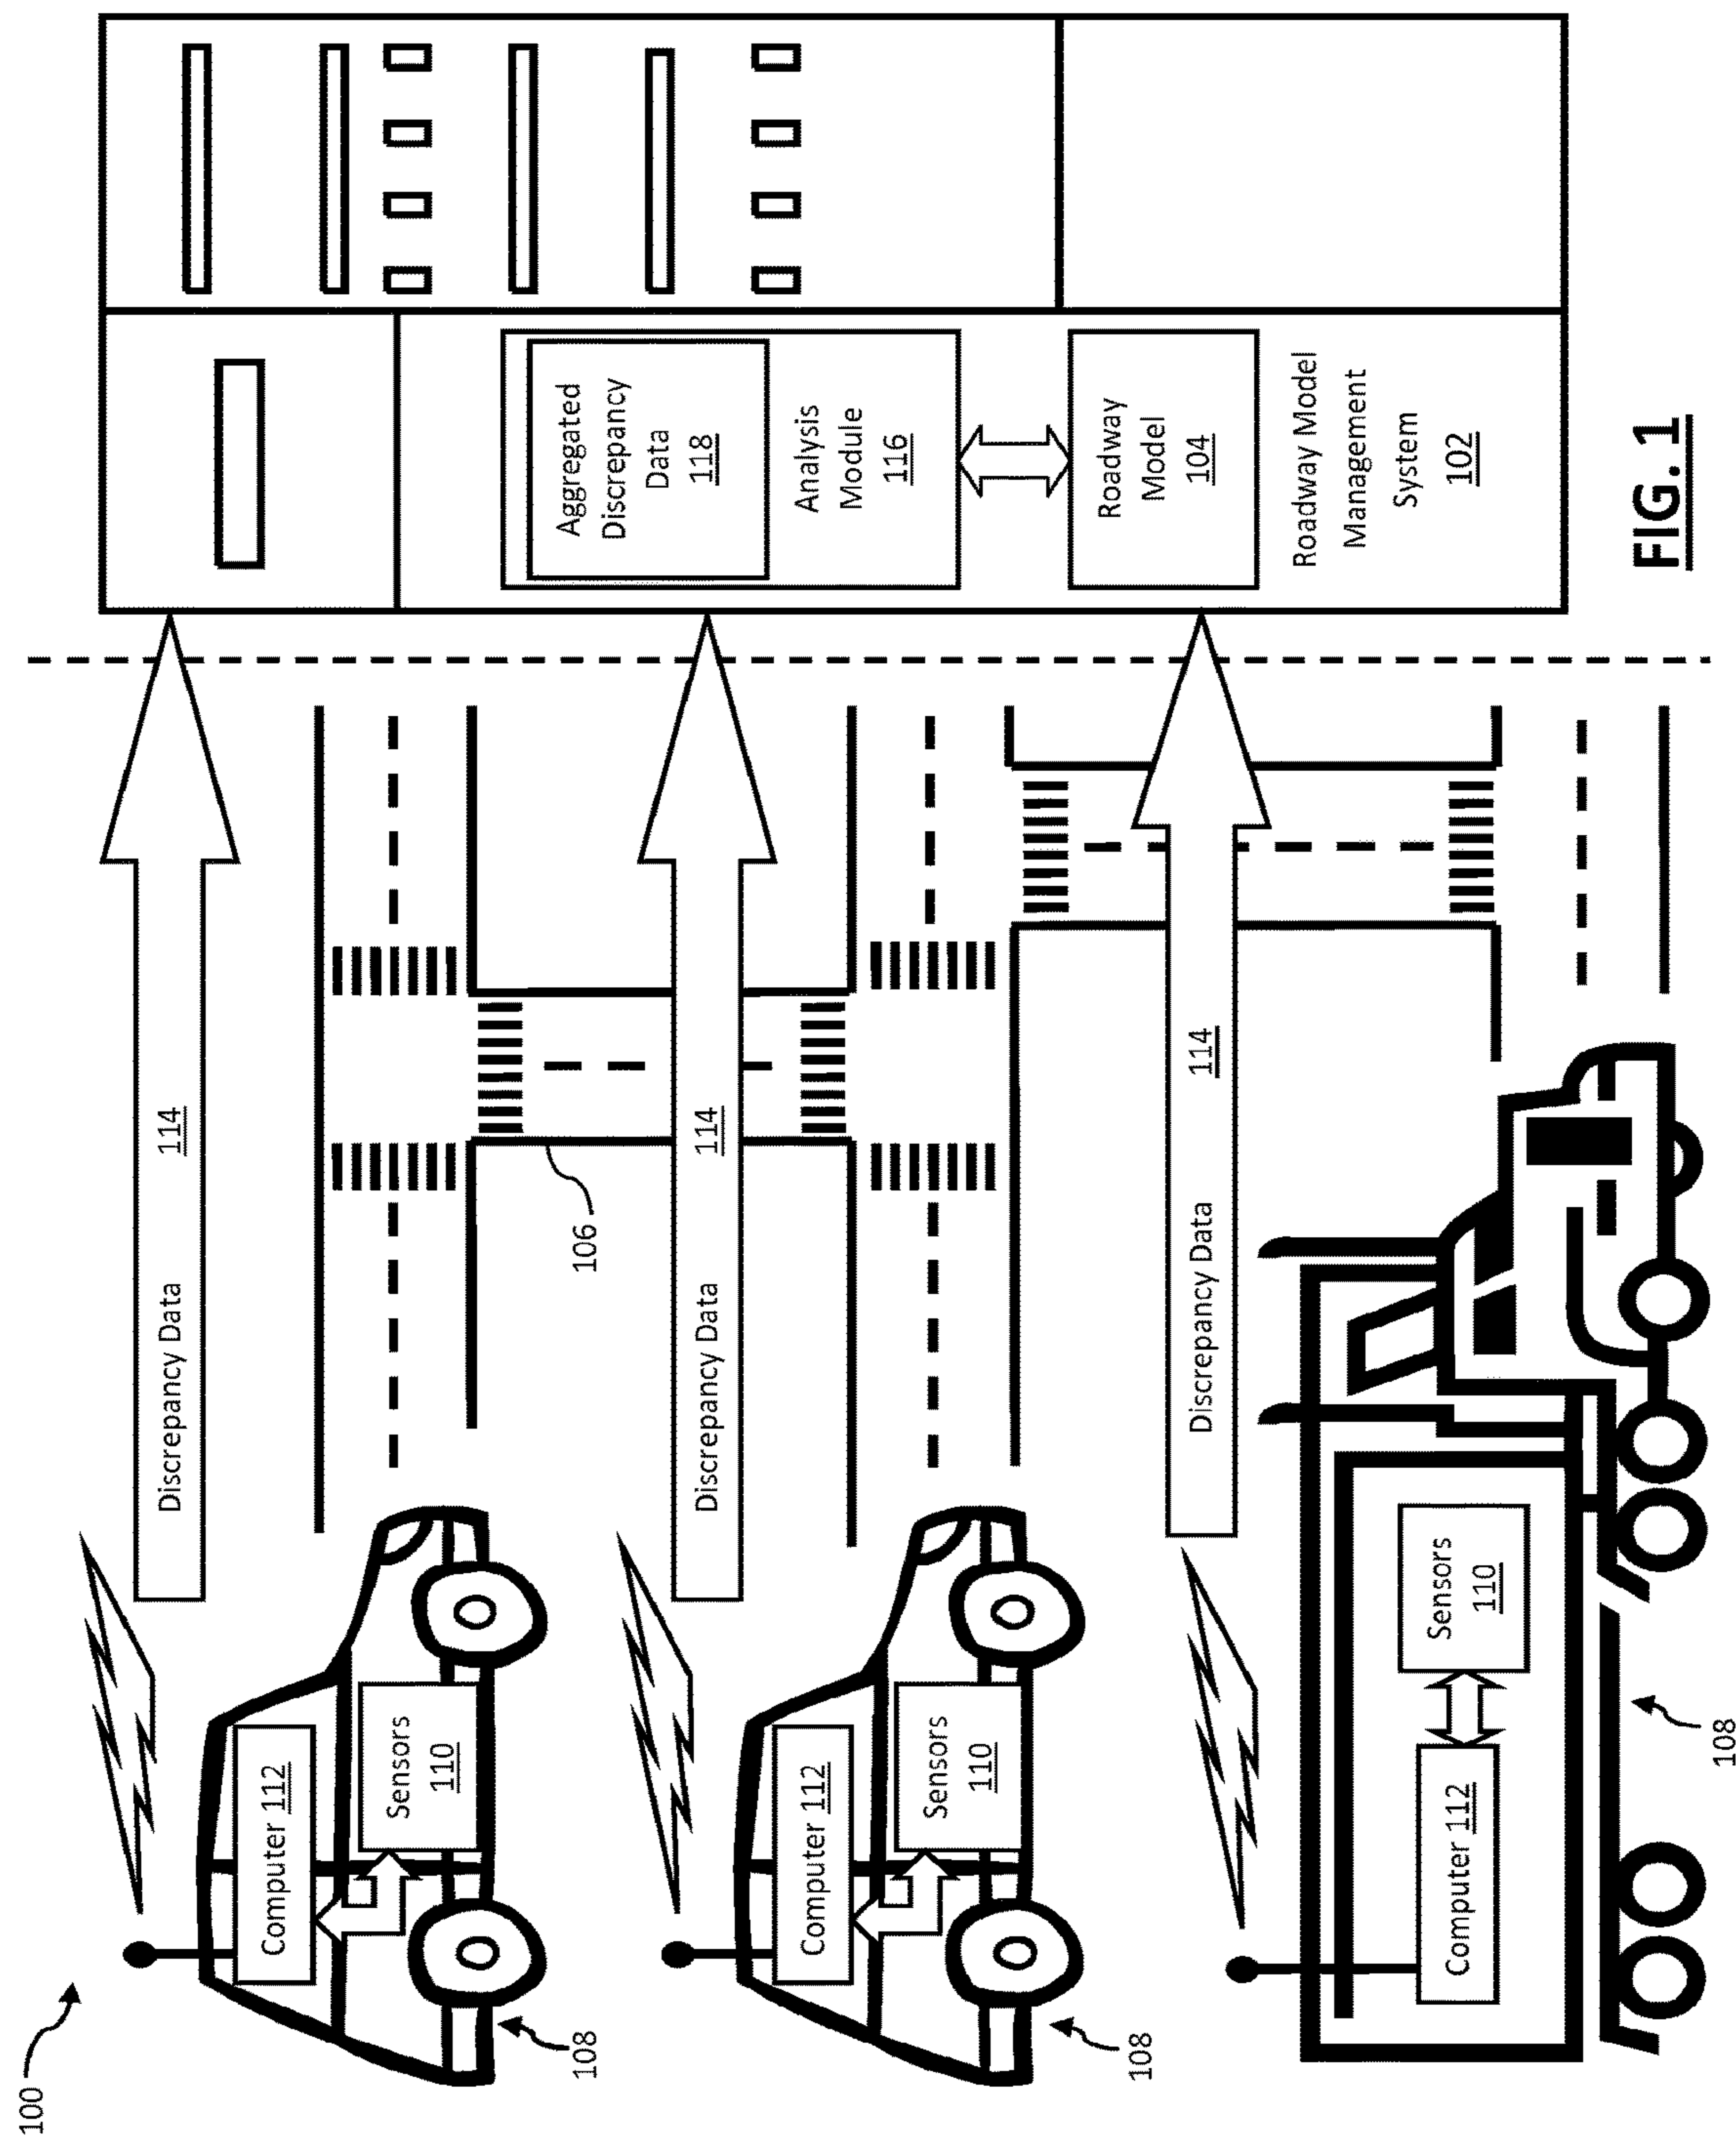 100
108
Computer 112
Sensors
110
Discrepancy Data 114
106
108
Computer 112
Sensors
110
Discrepancy Data 114
108
Computer 112
Sensors
110
Discrepancy Data 114
Aggregated
Discrepancy
Data
118
Analysis
Module
116
Roadway
Model
104
Roadway Model
Management
System
102
FIG. 1